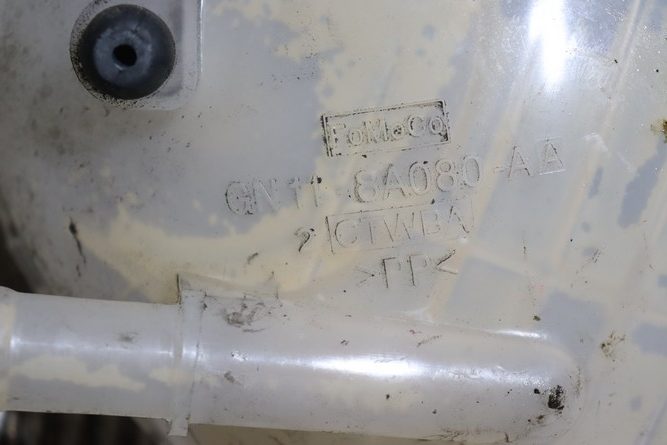 FoMoCo
GN11 8A080-AA
CTWBA
>PP<